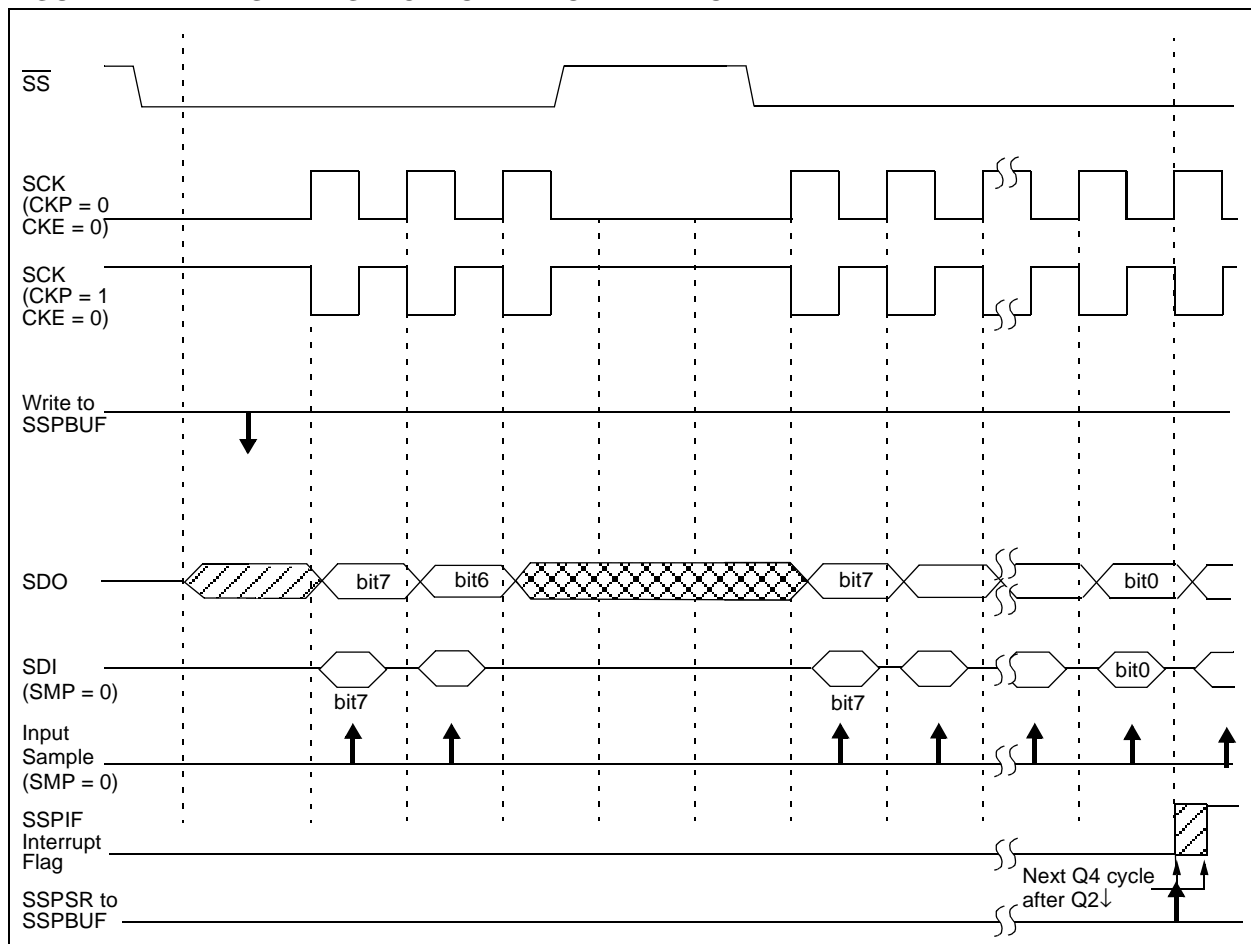 SS
SCK
(CKP = 0
CKE = 0)
SCK
(CKP = 1
CKE = 0)
Write to
SSPBUF
SDO
bit7
bit6
bit7
bit0
SDI
(SMP = 0)
bit7
bit7
bit0
Input
Sample
(SMP = 0)
SSPIF
Interrupt
Flag
Next Q4 cycle
after Q2↓
SSPSR to
SSPBUF